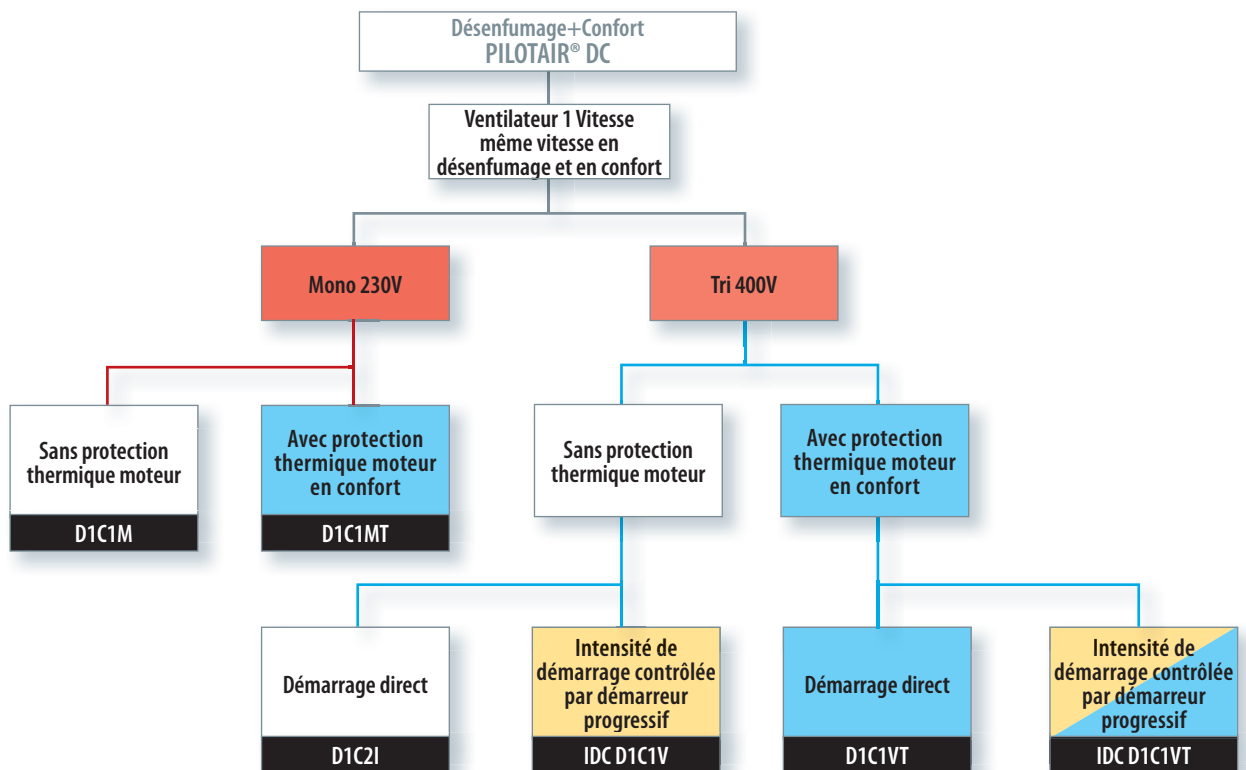 Désenfumage+Confort
PILOTAIR® DC
Ventilateur 1 Vitesse
même vitesse en
désenfumage et en confort
Mono 230V
Tri 400V
Sans protection
thermique moteur
D1C1M
Avec protection
thermique moteur
en confort
D1C1MT
Sans protection
thermique moteur
Avec protection
thermique moteur
en confort
Démarrage direct
D1C2I
Intensité de
démarrage contrôlée
par démarreur
progressif
IDC D1C1V
Démarrage direct
D1C1VT
Intensité de
démarrage contrôlée
par démarreur
progressif
IDC D1C1VT